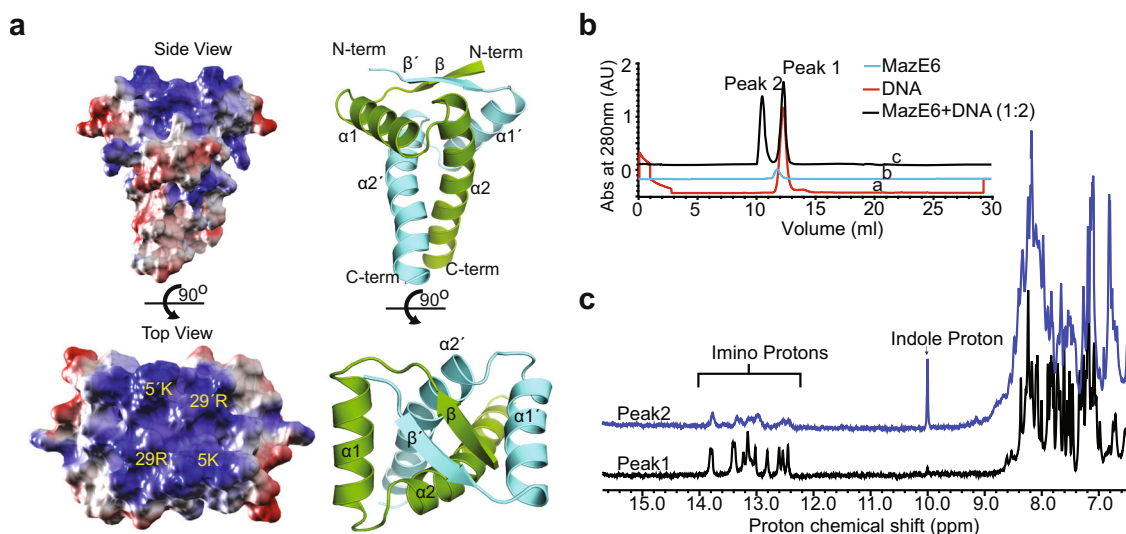 a
Side View
N-term
β´
β
N-term
α1
α1´
α2´
α2
C-term
C-term
90º
90º
Top View
5´K
29´R
29R
5K
α2´
α1
β´
β´
α1´
α2
b
Abs at 280nm (AU)
2
1
0
Peak 2
Peak 1
MazE6
DNA
MazE6+DNA (1:2)
c
b
a
0
5
10
15
20
25
30
Volume (ml)
c
Imino Protons
Indole Proton
Peak2
Peak1
15.0
14.0
13.0
12.0
11.0
10.0
9.0
8.0
7.0
Proton chemical shift (ppm)